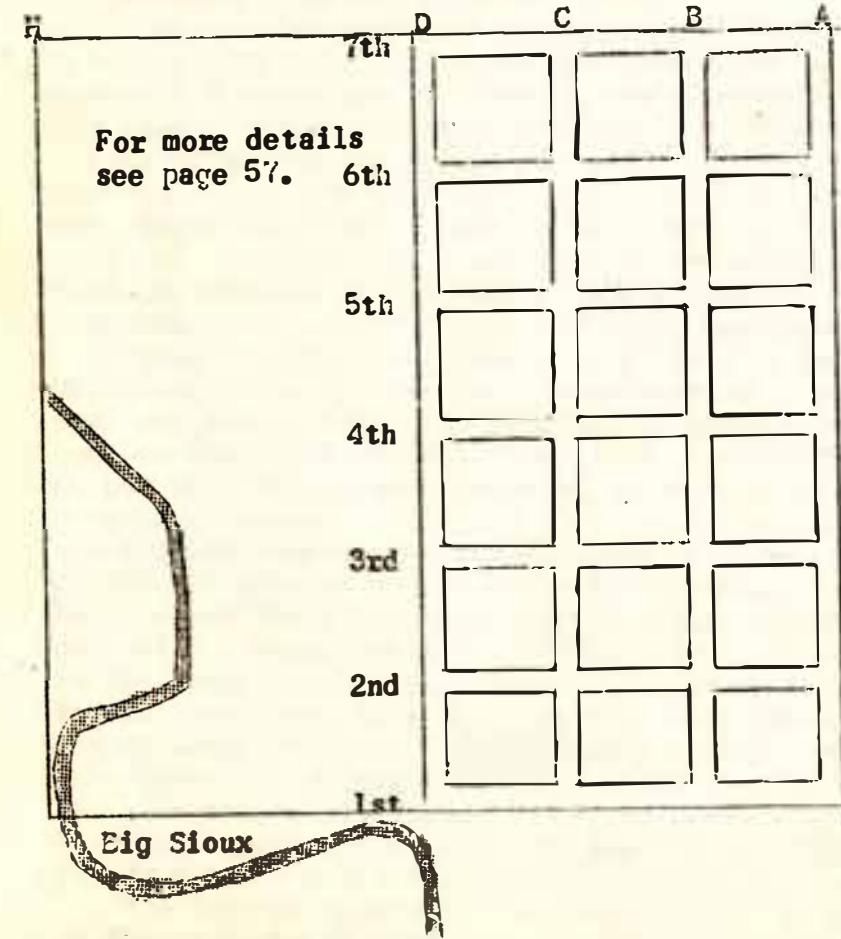 H D C B A
7th
For more details
see page 57. 6th
5th
4th
3rd
2nd
1st
Big Sioux